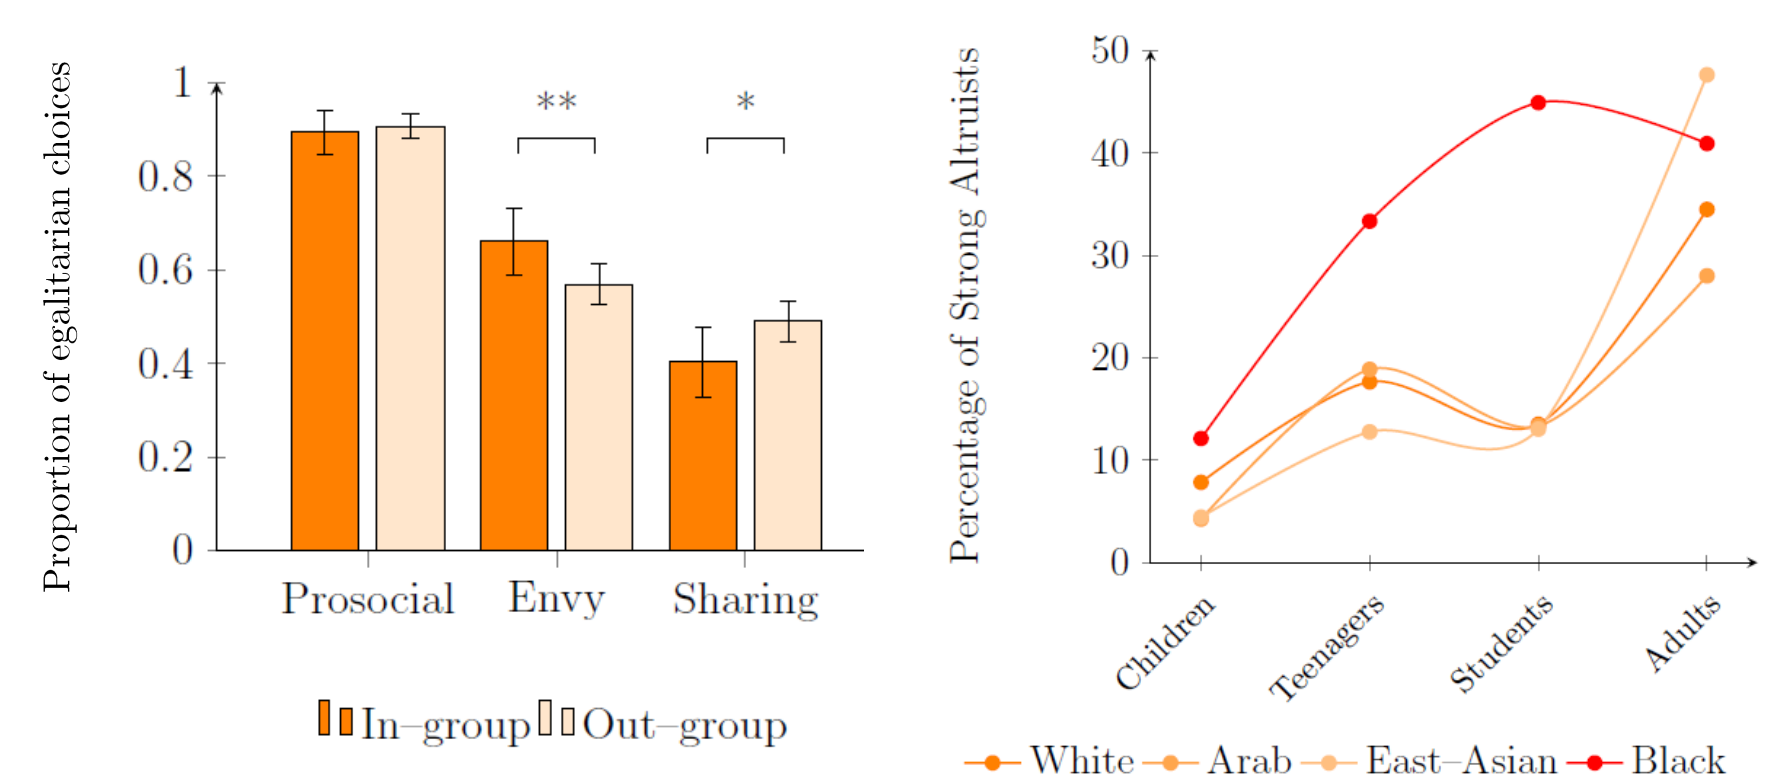 Proportion of egalitarian choices
1
0.8
0.6
0.4
0.2
0
**
*
Prosocial
Envy
Sharing
In–group
Out–group
Percentage of Strong Altruists
50
40
30
20
10
0
Children
Teenagers
Students
Adults
White
Arab
East–Asian
Black